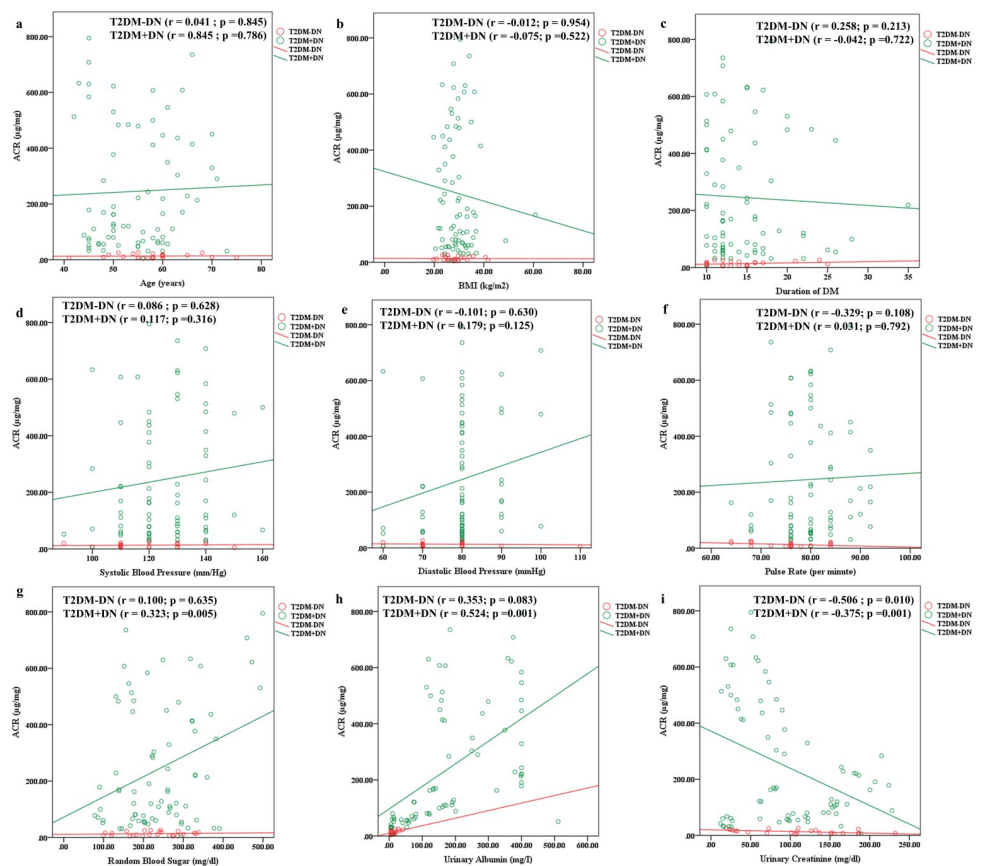 a
T2DM-DN (r = 0.041 ; p = 0.845)
T2DM+DN (r = 0.845 ; p =0.786)
T2DM-DN
T2DM+DN
T2DM-DN
T2DM+DN
ACR (µg/mg)
800.00
600.00
400.00
200.00
.00
40 50 60 70 80
Age (years)
b
T2DM-DN (r = -0.012; p = 0.954)
T2DM+DN (r = -0.075; p =0.522)
T2DM-DN
T2DM+DN
T2DM-DN
T2DM+DN
ACR (µg/mg)
800.00
600.00
400.00
200.00
.00
.00 20.00 40.00 60.00 80.00
BMI (kg/m2)
c
T2DM-DN (r = 0.258; p = 0.213)
T2DM+DN (r = -0.042; p =0.722)
T2DM-DN
T2DM+DN
T2DM-DN
T2DM+DN
ACR (µg/mg)
800.00
600.00
400.00
200.00
.00
10 15 20 25 30 35
Duration of DM
d
T2DM-DN (r = 0.086 ; p = 0.628)
T2DM+DN (r = 0.117; p =0.316)
T2DM-DN
T2DM+DN
T2DM-DN
T2DM+DN
ACR (µg/mg)
800.00
600.00
400.00
200.00
.00
100 120 140 160
Systolic Blood Pressure (mm/Hg)
e
T2DM-DN (r = -0.101; p = 0.630)
T2DM+DN (r = 0.179; p =0.125)
T2DM-DN
T2DM+DN
T2DM-DN
T2DM+DN
ACR (µg/mg)
800.00
600.00
400.00
200.00
.00
60 70 80 90 100 110
Diastolic Blood Pressure (mmHg)
f
T2DM-DN (r = -0.329; p = 0.108)
T2DM+DN (r = 0.031; p =0.792)
T2DM-DN
T2DM+DN
T2DM-DN
T2DM+DN
ACR (µg/mg)
800.00
600.00
400.00
200.00
.00
60.00 70.00 80.00 90.00 100.00
Pulse Rate (per minute)
g
T2DM-DN (r = 0.100; p = 0.635)
T2DM+DN (r = 0.323; p =0.005)
T2DM-DN
T2DM+DN
T2DM-DN
T2DM+DN
ACR (µg/mg)
800.00
600.00
400.00
200.00
.00
.00 100.00 200.00 300.00 400.00 500.00
Random Blood Sugar (mg/dl)
h
T2DM-DN (r = 0.353; p = 0.083)
T2DM+DN (r = 0.524; p =0.001)
T2DM-DN
T2DM+DN
T2DM-DN
T2DM+DN
ACR (µg/mg)
800.00
600.00
400.00
200.00
.00
.00 100.00 200.00 300.00 400.00 500.00 600.00
Urinary Albumin (mg/l)
i
T2DM-DN (r = -0.506 ; p = 0.010)
T2DM+DN (r = -0.375; p =0.001)
T2DM-DN
T2DM+DN
T2DM-DN
T2DM+DN
ACR (µg/mg)
800.00
600.00
400.00
200.00
.00
.00 50.00 100.00 150.00 200.00 250.00
Urinary Creatinine (mg/dl)